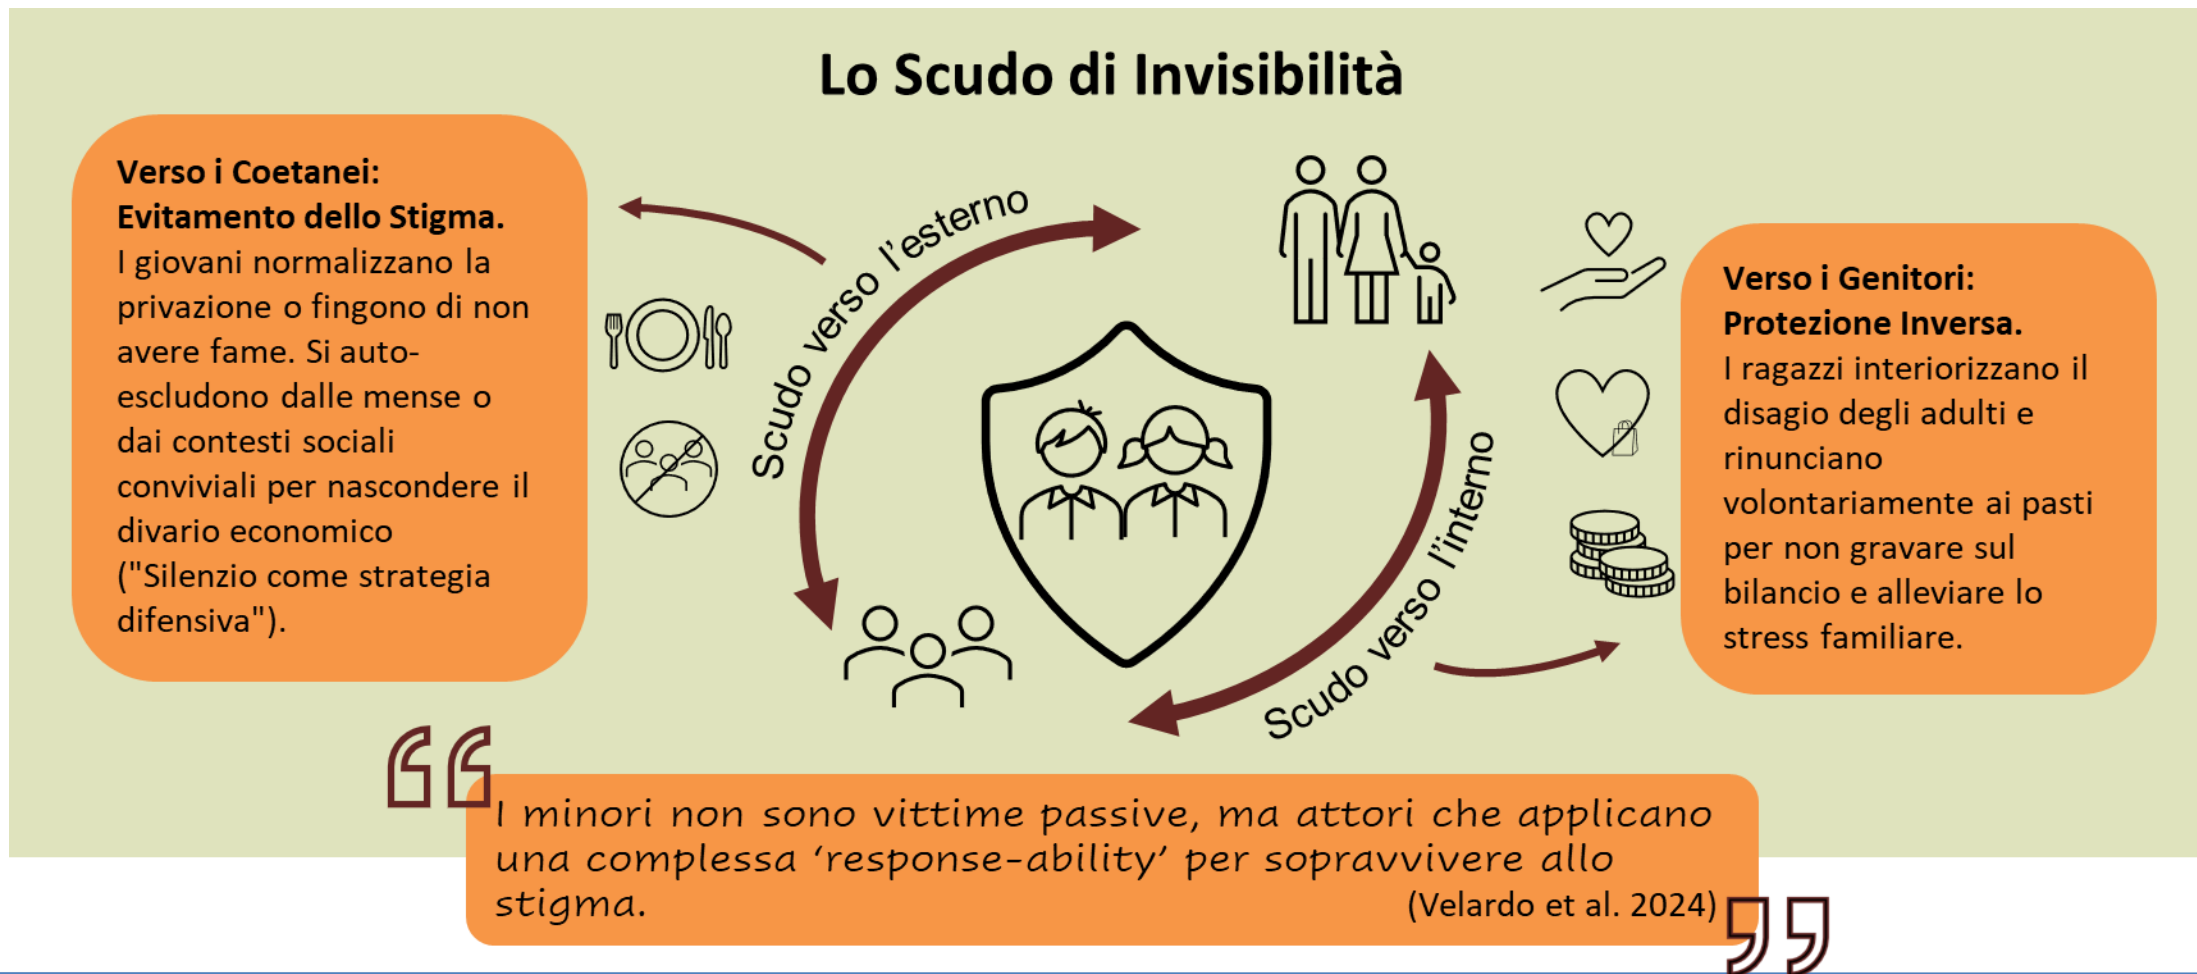 Lo Scudo di Invisibilità
Verso i Coetanei:
Evitamento dello Stigma.
I giovani normalizzano la
privazione o fingono di non
avere fame. Si auto-
escludono dalle mense o
dai contesti sociali
conviviali per nascondere il
divario economico
("Silenzio come strategia
difensiva").
Scudo verso l'esterno
Scudo verso l'interno
Verso i Genitori:
Protezione Inversa.
I ragazzi interiorizzano il
disagio degli adulti e
rinunciano
volontariamente ai pasti
per non gravare sul
bilancio e alleviare lo
stress familiare.
I minori non sono vittime passive, ma attori che applicano
una complessa ‘response-ability’ per sopravvivere allo
stigma. (Velardo et al. 2024)